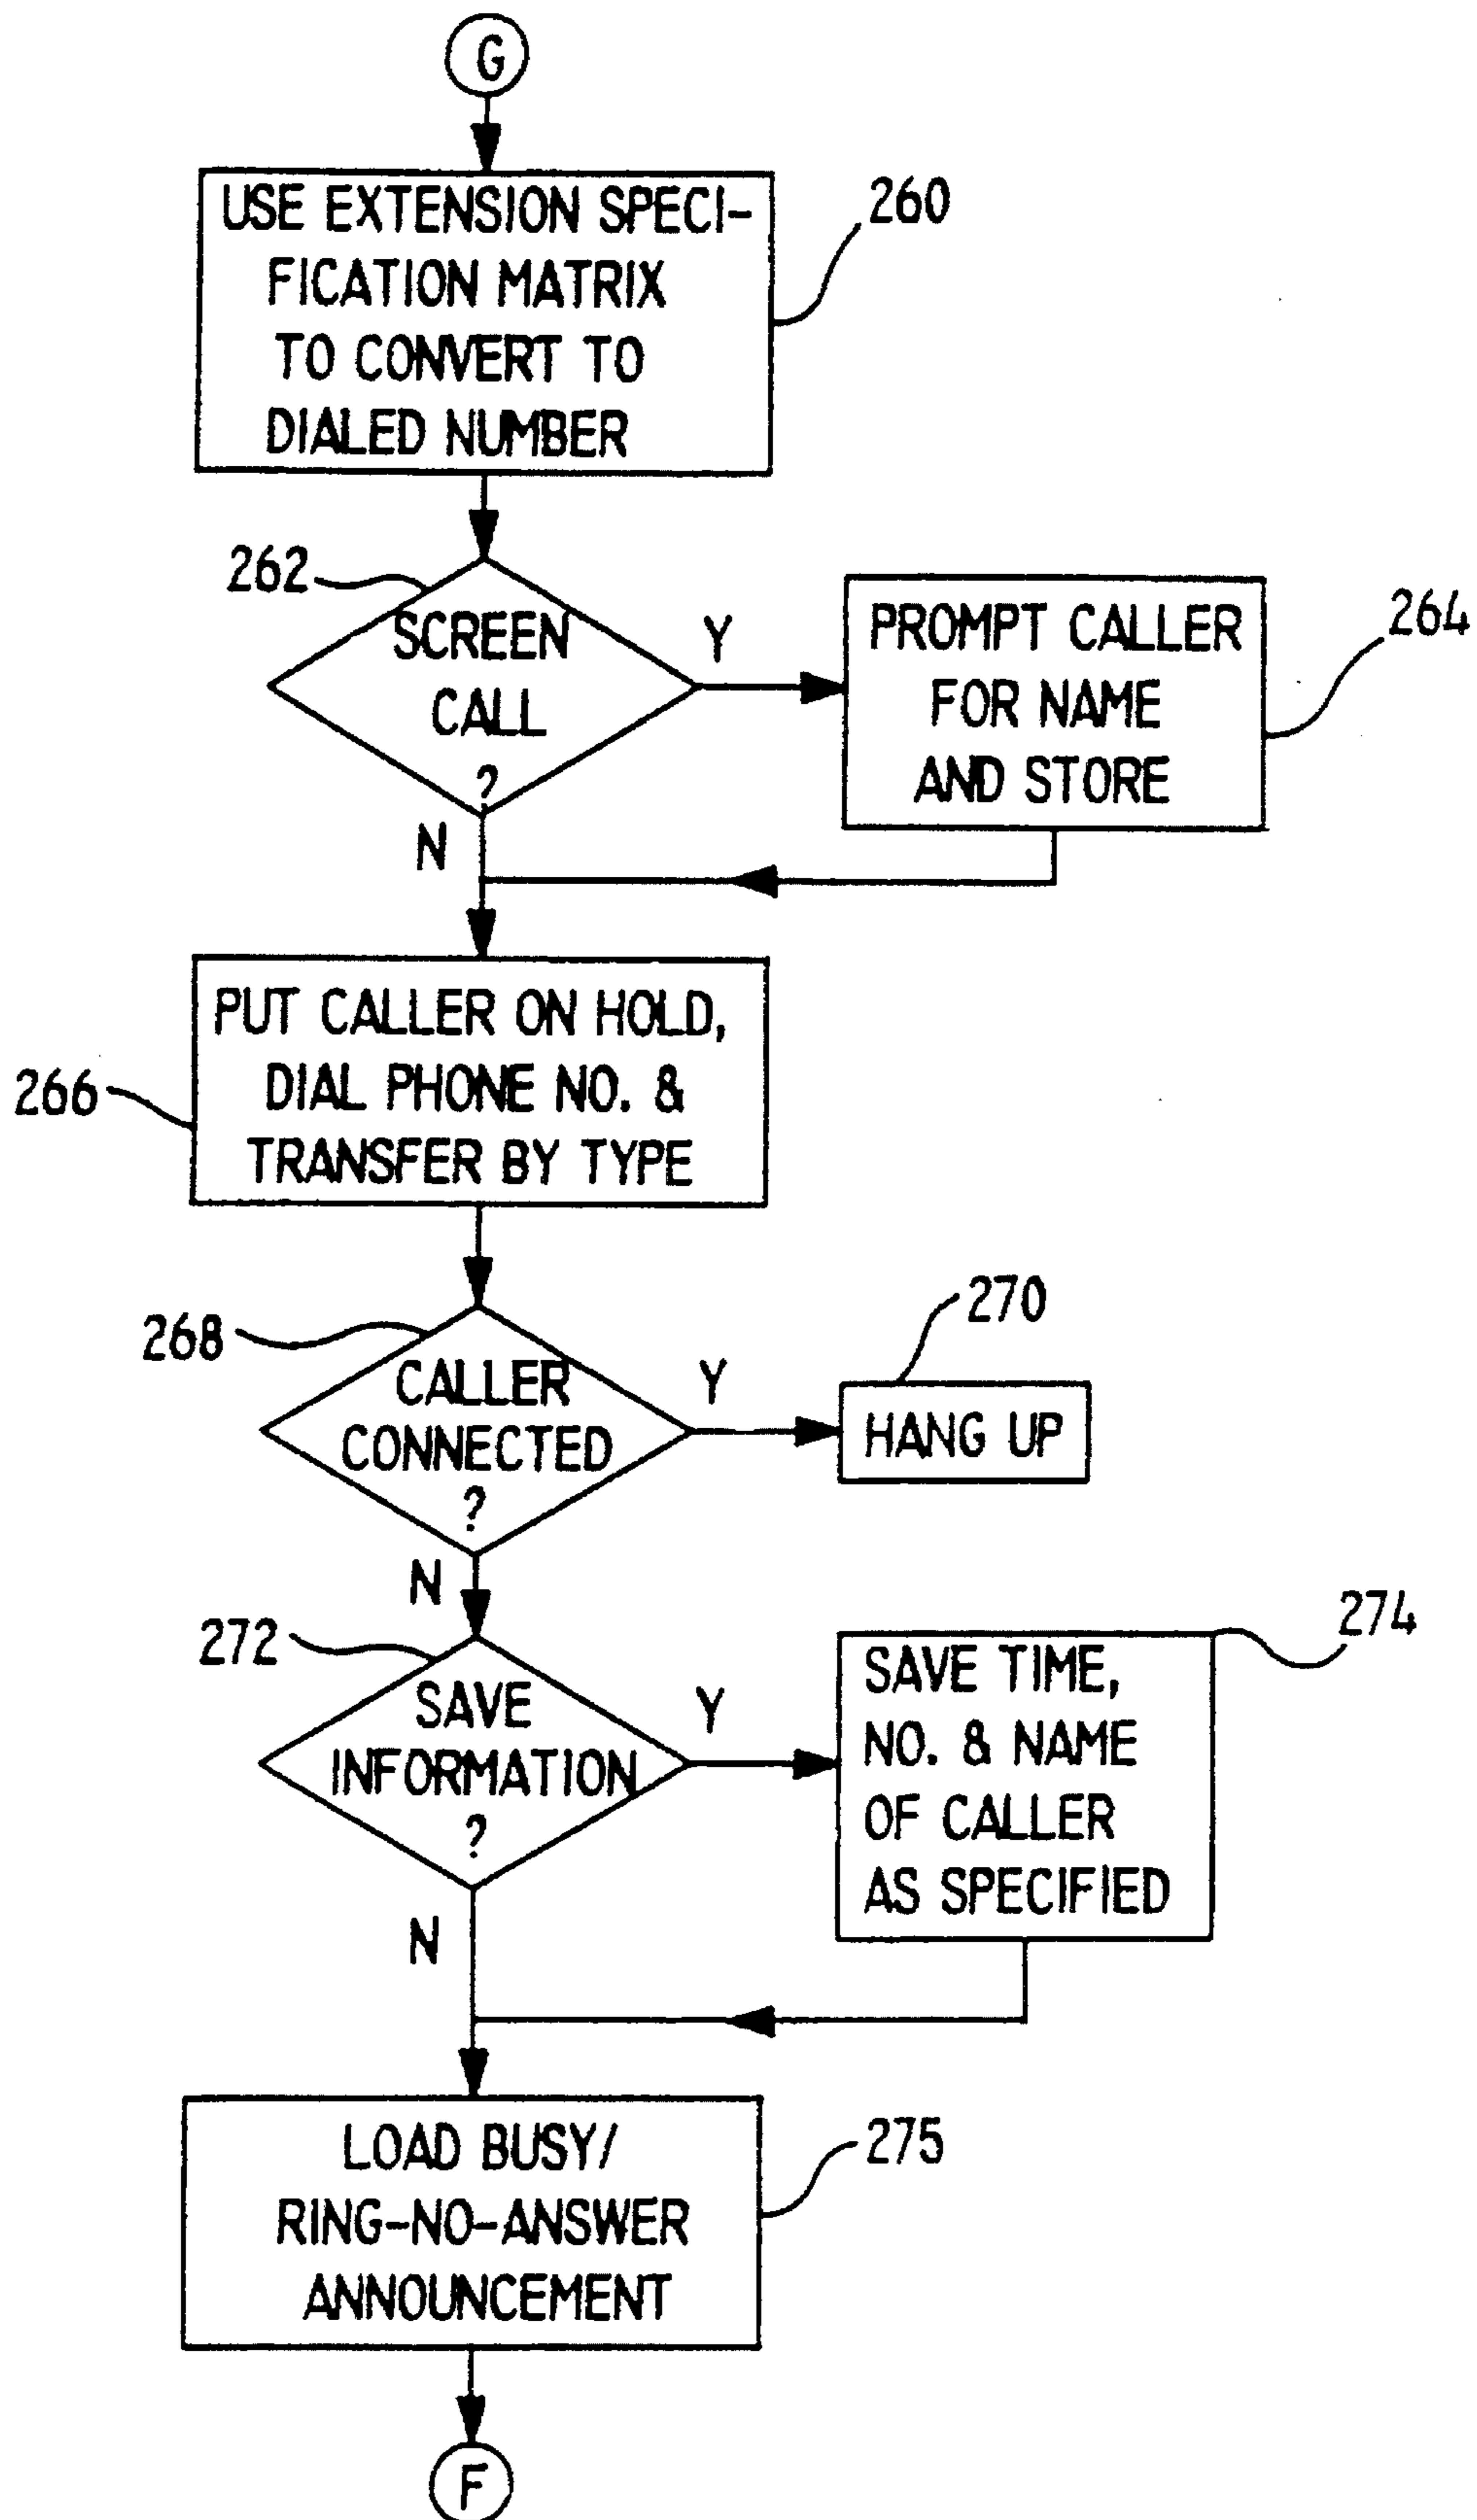 G
USE EXTENSION SPECI-
FICATION MATRIX
TO CONVERT TO
DIALED NUMBER
260
262
SCREEN
CALL
?
Y
N
PROMPT CALLER
FOR NAME
AND STORE
264
PUT CALLER ON HOLD,
DIAL PHONE NO. &
TRANSFER BY TYPE
266
268
CALLER
CONNECTED
?
Y
N
270
HANG UP
272
SAVE
INFORMATION
?
Y
N
274
SAVE TIME,
NO. & NAME
OF CALLER
AS SPECIFIED
LOAD BUSY/
RING-NO-ANSWER
ANNOUNCEMENT
275
F